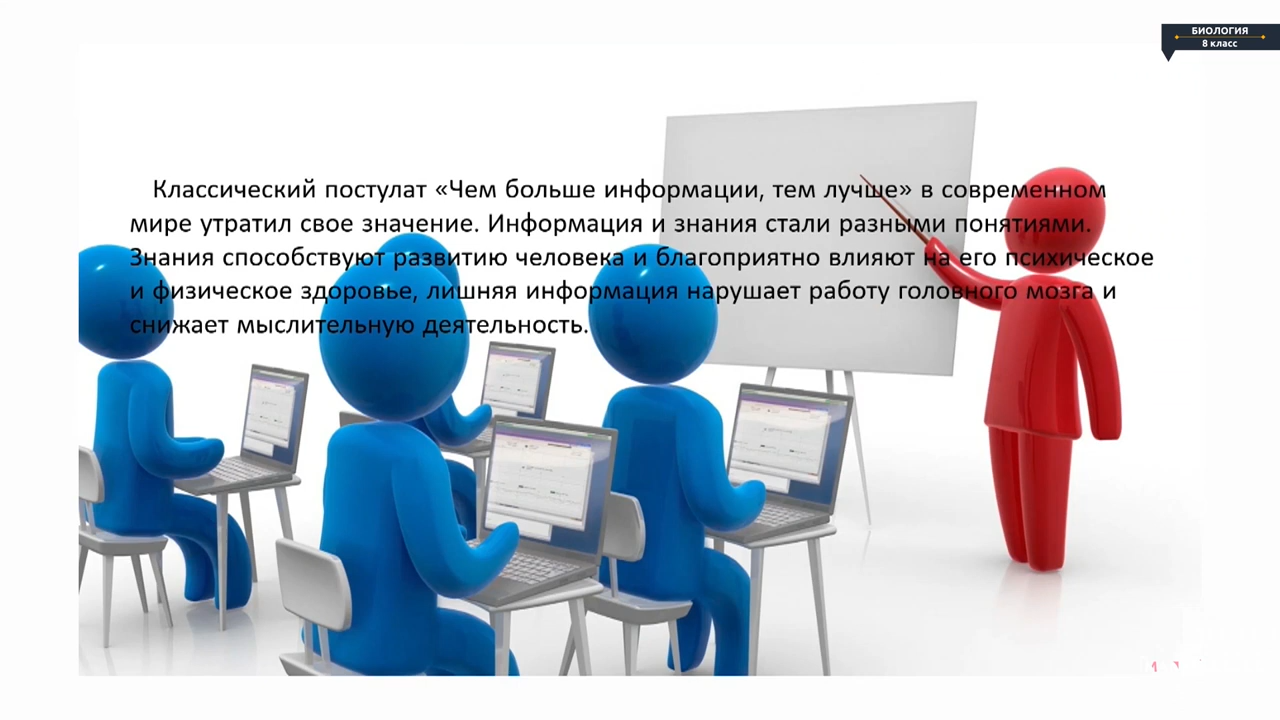 БИОЛОГИЯ
8 класс
Классический постулат «Чем больше информации, тем лучше» в современном
мире утратил свое значение. Информация и знания стали разными понятиями.
Знания способствуют развитию человека и благоприятно влияют на его психическое
и физическое здоровье, лишняя информация нарушает работу головного мозга и
снижает мыслительную деятельность.